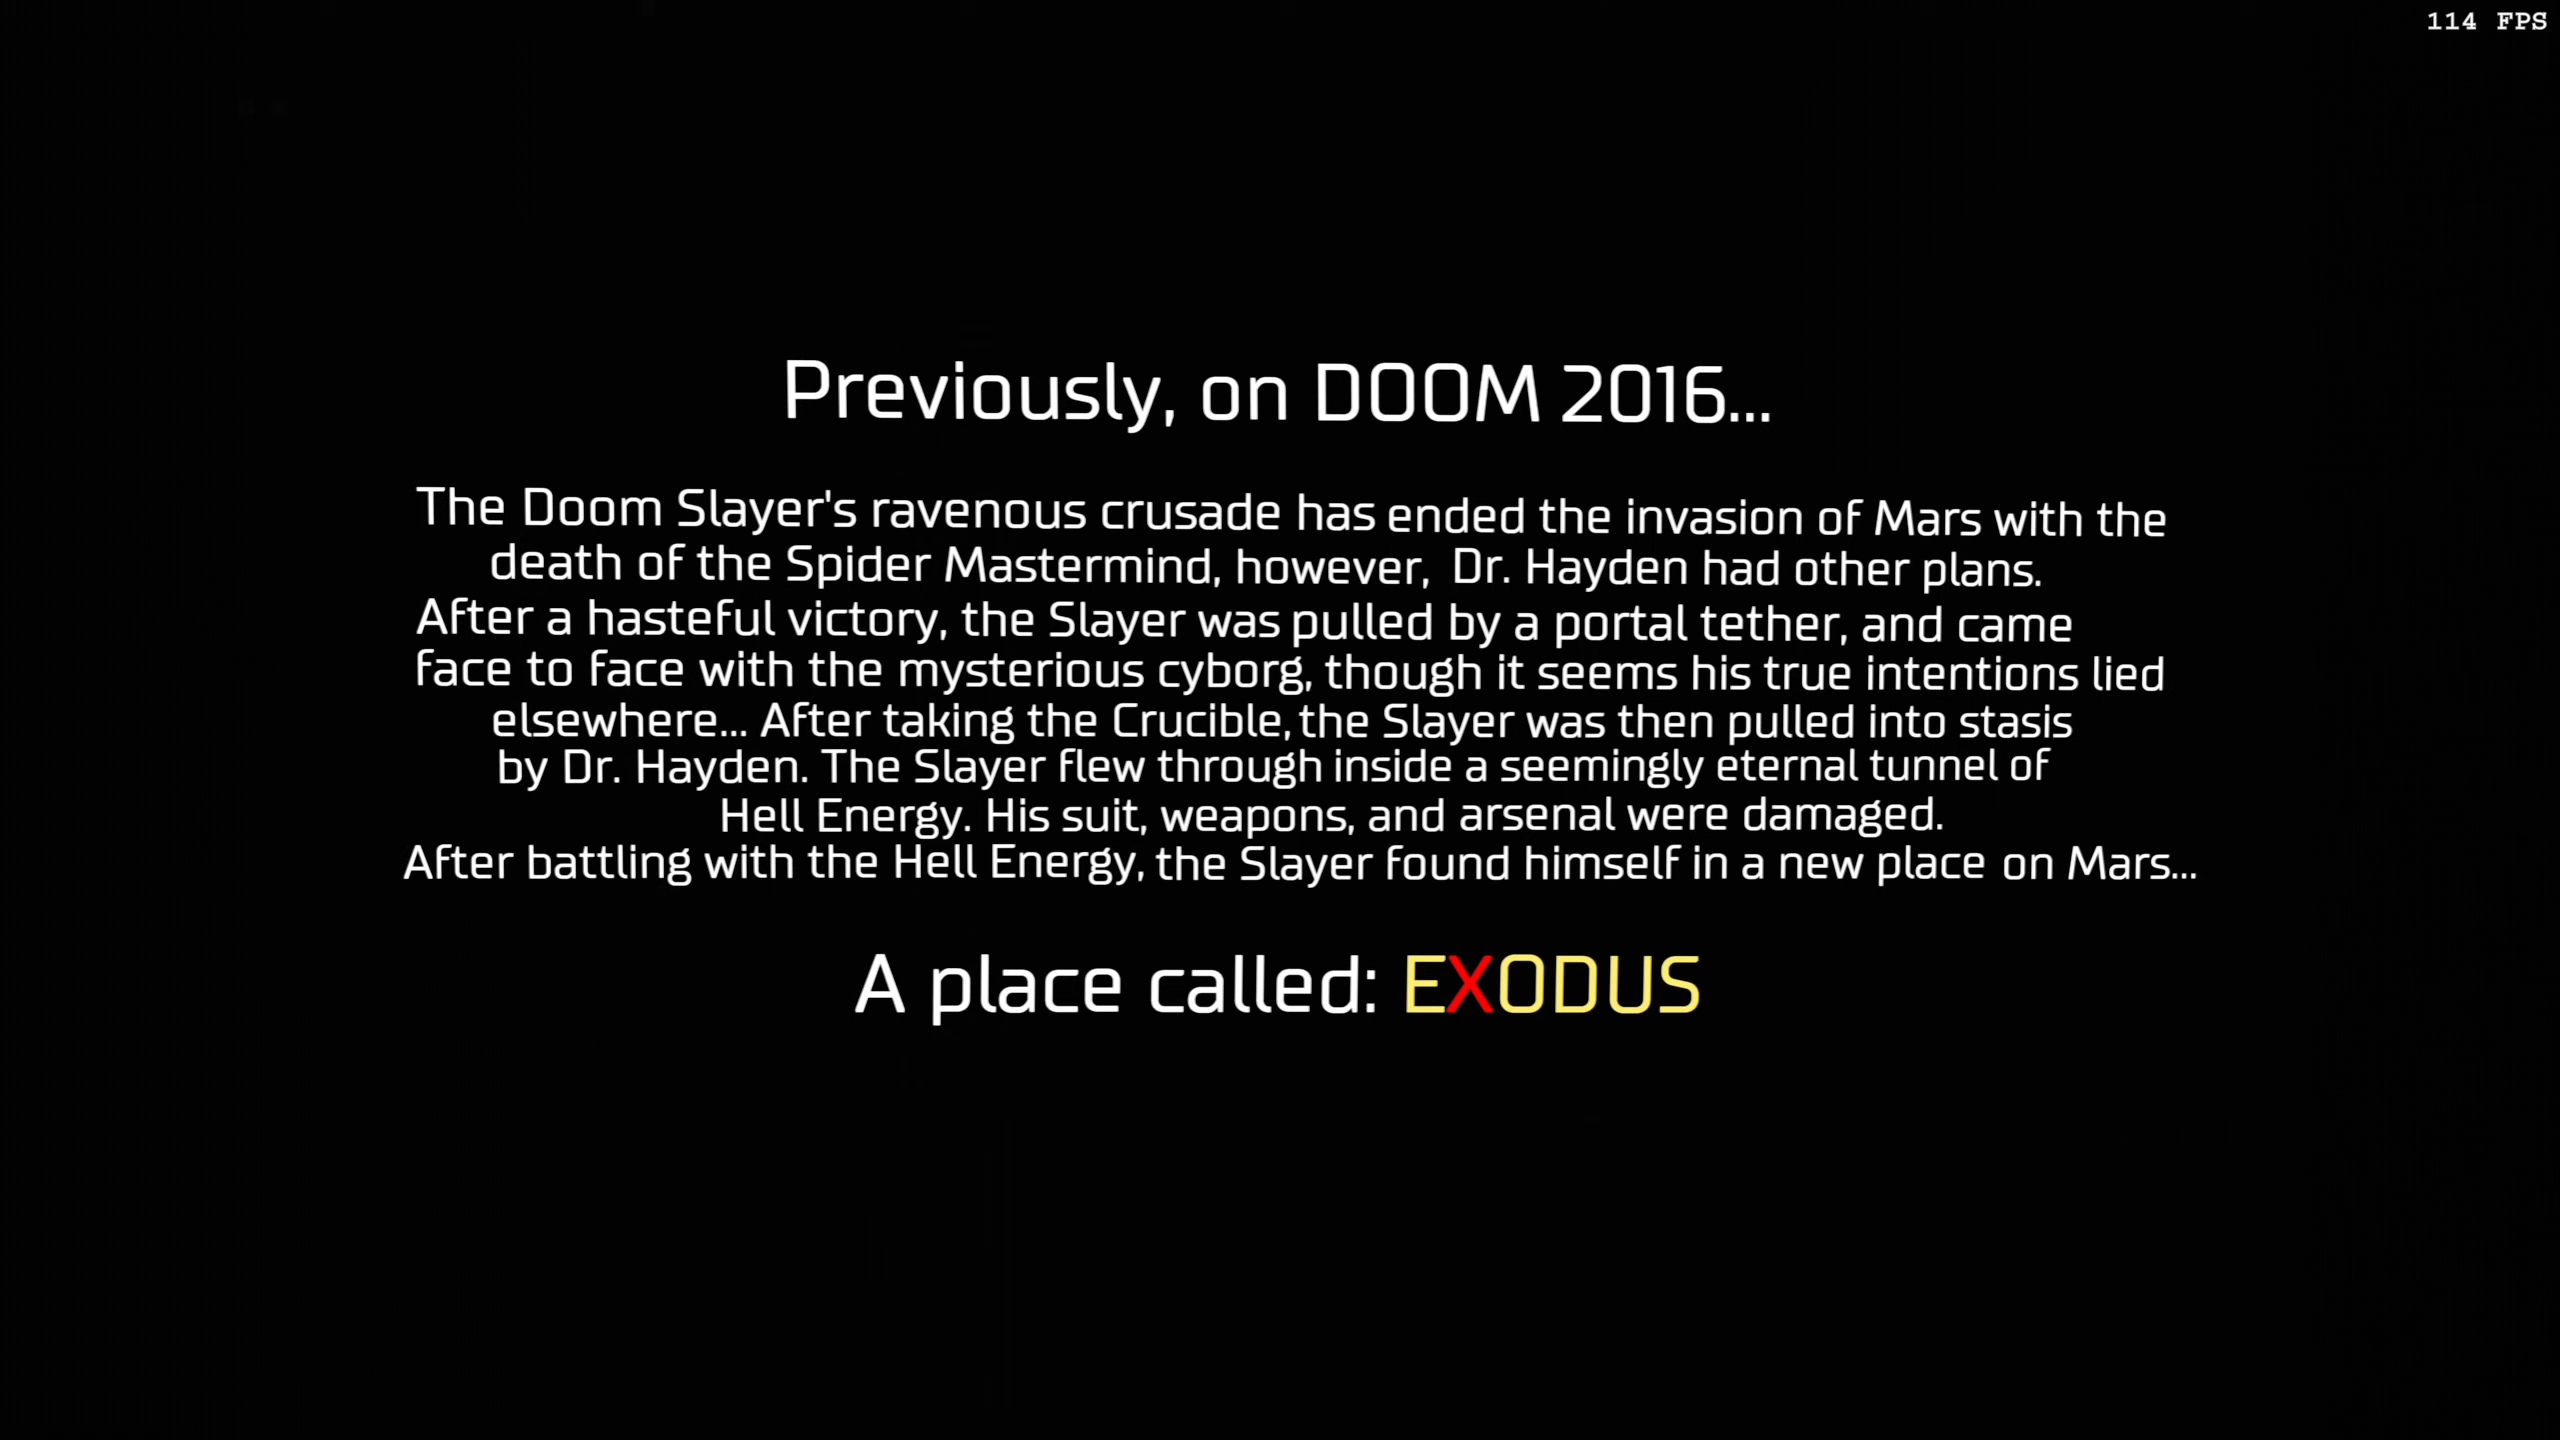 114 FPS
Previously, on DOOM 2016...
The Doom Slayer's ravenous crusade has ended the invasion of Mars with the
death of the Spider Mastermind, however, Dr. Hayden had other plans.
After a hasteful victory, the Slayer was pulled by a portal tether, and came
face to face with the mysterious cyborg, though it seems his true intentions lied
elsewhere... After taking the Crucible, the Slayer was then pulled into stasis
by Dr. Hayden. The Slayer flew through inside a seemingly eternal tunnel of
Hell Energy. His suit, weapons, and arsenal were damaged.
After battling with the Hell Energy, the Slayer found himself in a new place on Mars...
A place called: EXODUS